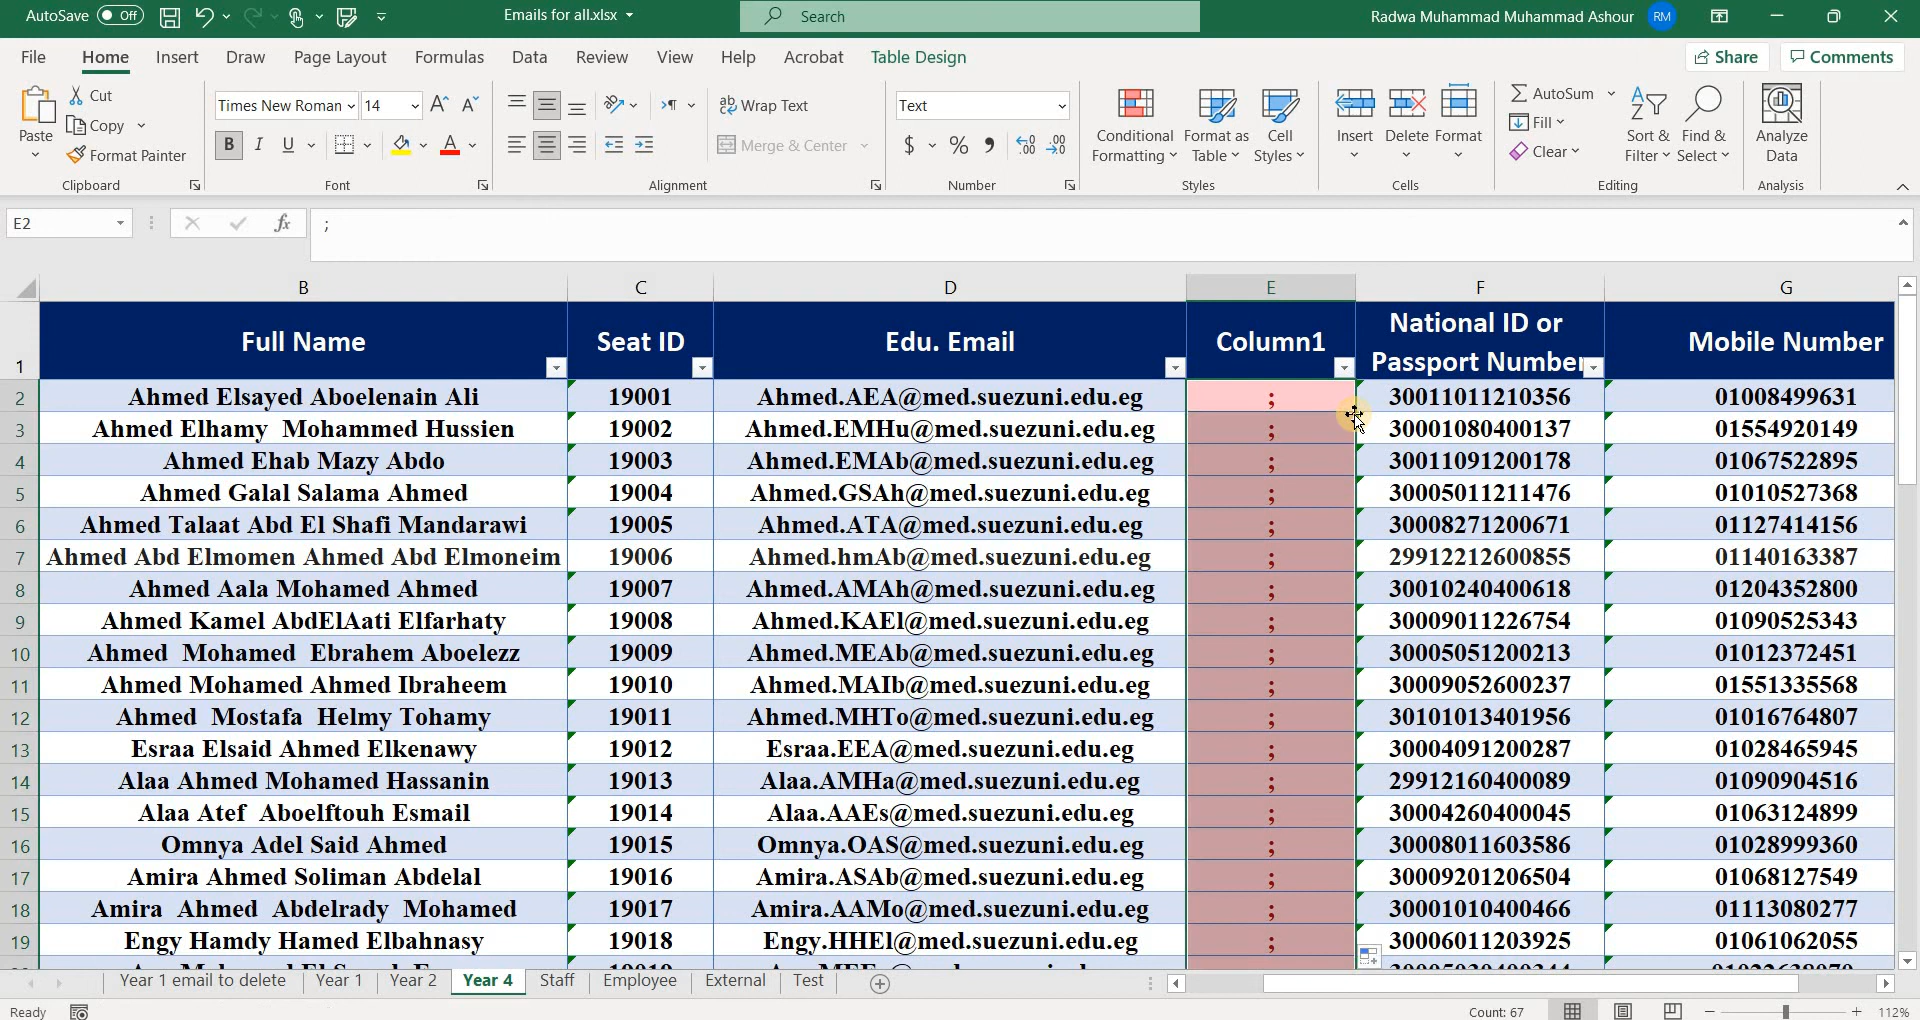 AutoSave Off Emails for all.xlsx Search Radwa Muhammad Muhammad Ashour RM
File Home Insert Draw Page Layout Formulas Data Review View Help Acrobat Table Design Share Comments
Paste Cut Copy Format Painter Clipboard
Times New Roman 14 A A B I U A Font
Wrap Text Merge & Center Alignment
Text $ % Number
Conditional Formatting Format as Table Cell Styles Styles
Insert Delete Format Cells
AutoSum Fill Clear Sort & Filter Find & Select Editing
Analyze Data Analysis
E2 fx ;
B C D E F G
1 Full Name Seat ID Edu. Email Column1 National ID or Passport Number Mobile Number
2 Ahmed Elsayed Aboelenain Ali 19001 Ahmed.AEA@med.suezuni.edu.eg ; 30011011210356 01008499631
3 Ahmed Elhamy Mohammed Hussien 19002 Ahmed.EMHu@med.suezuni.edu.eg ; 30001080400137 01554920149
4 Ahmed Ehab Mazy Abdo 19003 Ahmed.EMAb@med.suezuni.edu.eg ; 30011091200178 01067522895
5 Ahmed Galal Salama Ahmed 19004 Ahmed.GSAh@med.suezuni.edu.eg ; 30005011211476 01010527368
6 Ahmed Talaat Abd El Shafi Mandarawi 19005 Ahmed.ATA@med.suezuni.edu.eg ; 30008271200671 01127414156
7 Ahmed Abd Elmomen Ahmed Abd Elmoneim 19006 Ahmed.hmAb@med.suezuni.edu.eg ; 29912212600855 01140163387
8 Ahmed Aala Mohamed Ahmed 19007 Ahmed.AMAh@med.suezuni.edu.eg ; 30010240400618 01204352800
9 Ahmed Kamel AbdElAati Elfarhaty 19008 Ahmed.KAEl@med.suezuni.edu.eg ; 30009011226754 01090525343
10 Ahmed Mohamed Ebrahem Aboelezz 19009 Ahmed.MEAb@med.suezuni.edu.eg ; 30005051200213 01012372451
11 Ahmed Mohamed Ahmed Ibraheem 19010 Ahmed.MAIb@med.suezuni.edu.eg ; 30009052600237 01551335568
12 Ahmed Mostafa Helmy Tohamy 19011 Ahmed.MHTo@med.suezuni.edu.eg ; 30101013401956 01016764807
13 Esraa Elsaid Ahmed Elkenawy 19012 Esraa.EEA@med.suezuni.edu.eg ; 30004091200287 01028465945
14 Alaa Ahmed Mohamed Hassanin 19013 Alaa.AMHa@med.suezuni.edu.eg ; 29912160400089 01090904516
15 Alaa Atef Aboelftouh Esmail 19014 Alaa.AAEs@med.suezuni.edu.eg ; 30004260400045 01063124899
16 Omnya Adel Said Ahmed 19015 Omnya.OAS@med.suezuni.edu.eg ; 30008011603586 01028999360
17 Amira Ahmed Soliman Abdelal 19016 Amira.ASAb@med.suezuni.edu.eg ; 30009201206504 01068127549
18 Amira Ahmed Abdelrady Mohamed 19017 Amira.AAMo@med.suezuni.edu.eg ; 30001010400466 01113080277
19 Engy Hamdy Hamed Elbahnasy 19018 Engy.HHEl@med.suezuni.edu.eg ; 30006011203925 01061062055
Year 1 email to delete Year 1 Year 2 Year 4 Staff Employee External Test
Ready Count: 67 112%